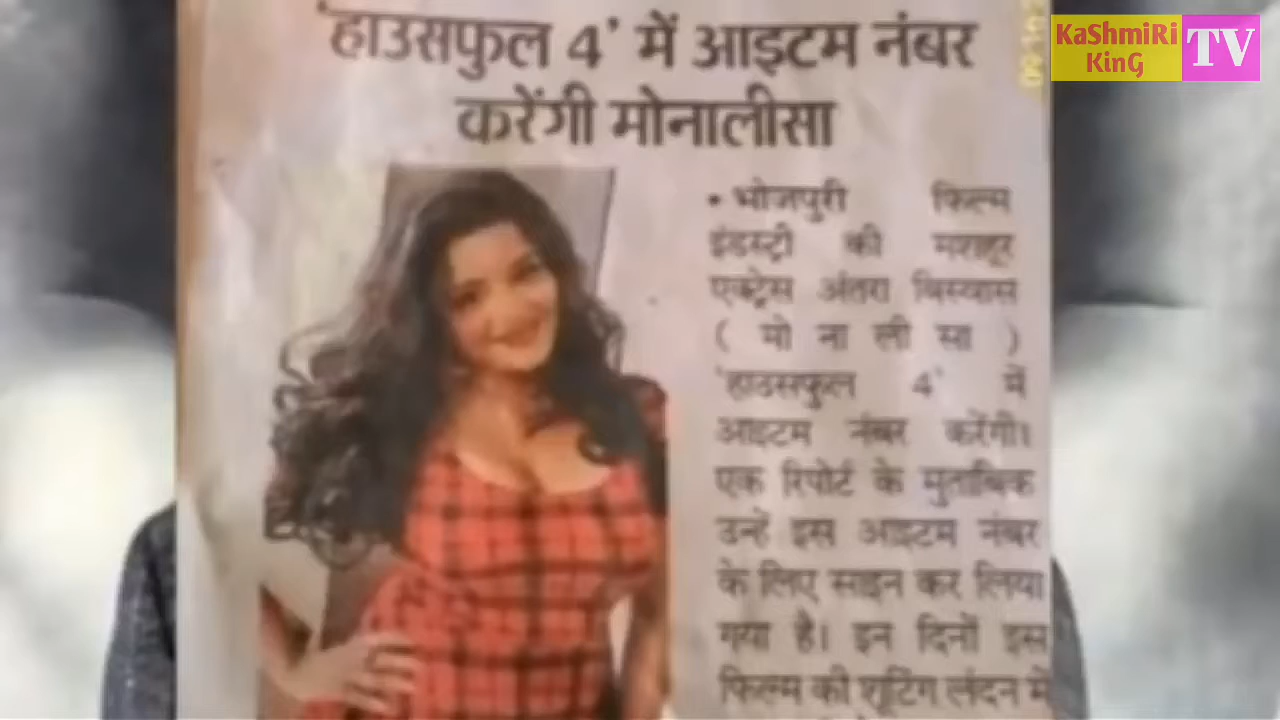 'हाउसफुल 4' में आइटम नंबर
करेंगी मोनालीसा
KaShmiRi
KinG
TV
• भोजपुरी फिल्म
इंडस्ट्री की मशहूर
एक्ट्रेस अंतरा बिस्वास
( मो ना ली सा )
'हाउसफुल 4' में
आइटम नंबर करेंगी।
एक रिपोर्ट के मुताबिक
उन्हें इस आइटम नंबर
के लिए साइन कर लिया
गया है। इन दिनों इस
फिल्म की शूटिंग लंदन में